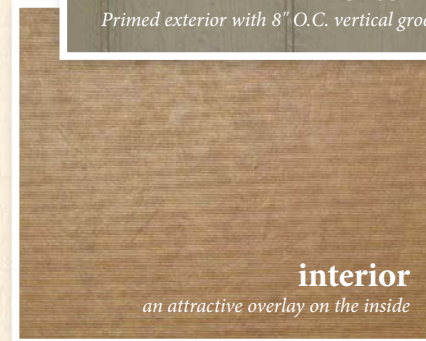 Primed exterior with 8" O.C. vertical
interior
an attractive overlay on the inside